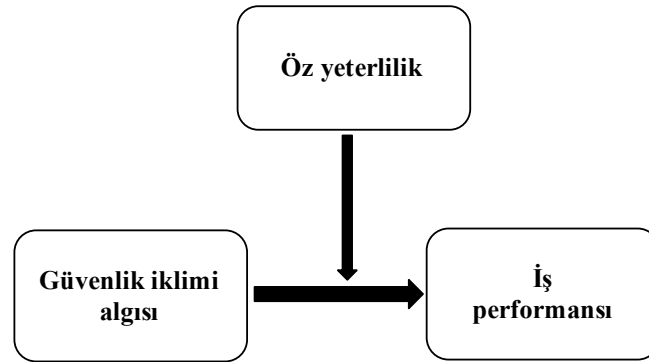 Öz yeterlilik
Güvenlik iklimi
algısı
İş
performansı